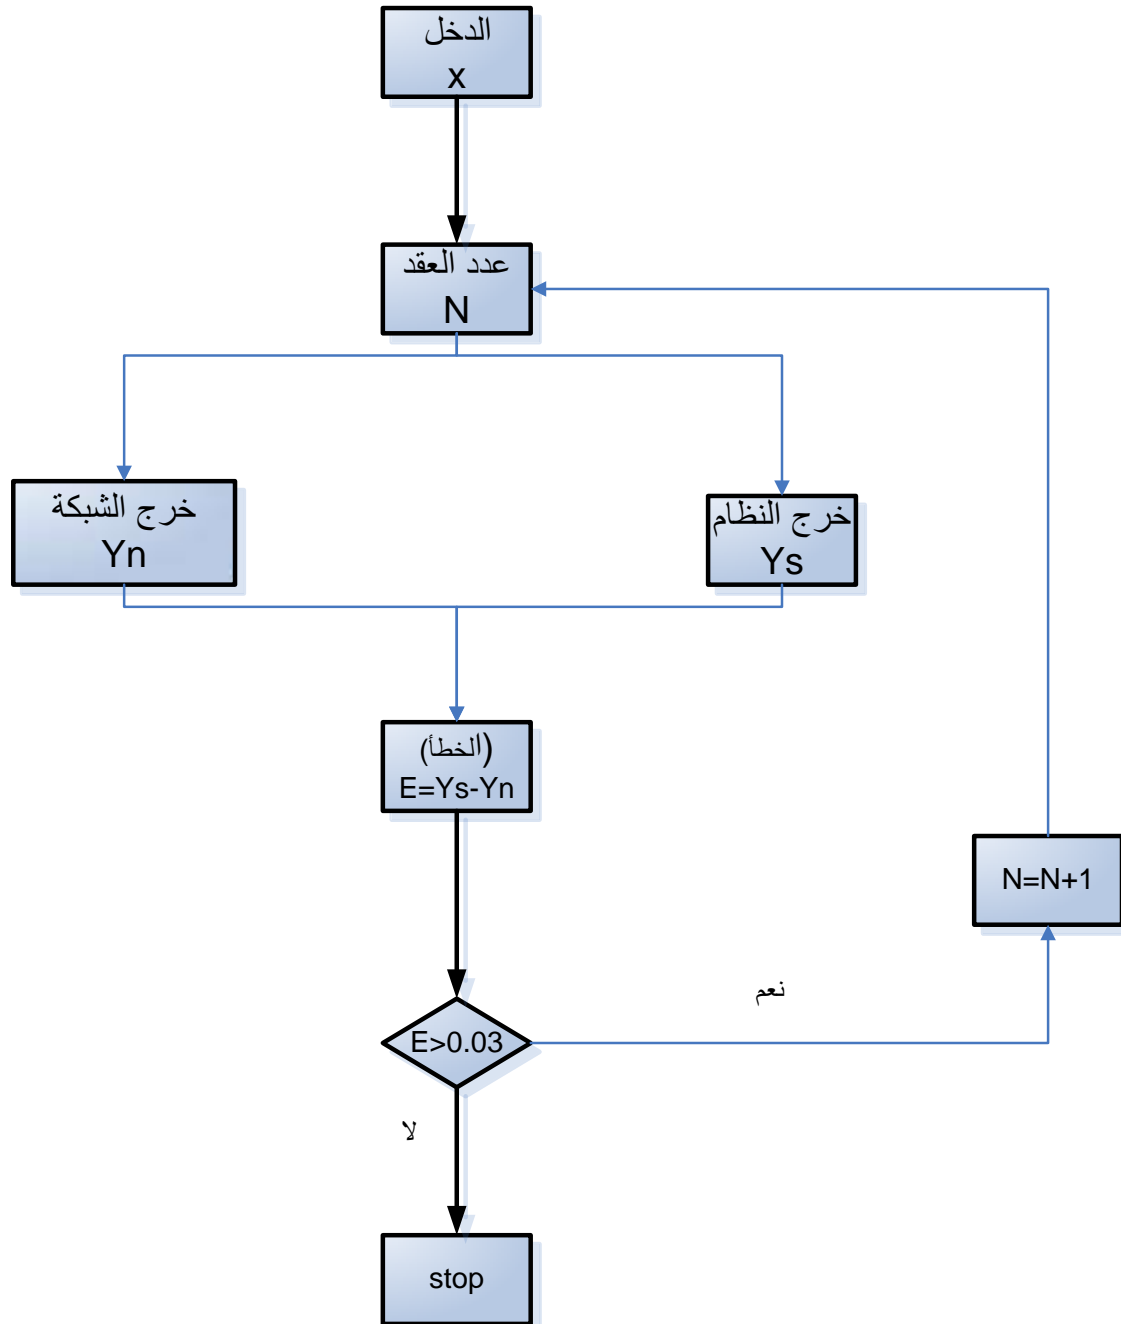 الدخل
x
عدد العقد
N
خرج الشبكة
Yn
خرج النظام
Ys
(الخطأ)
E=Ys-Yn
N=N+1
نعم
E>0.03
لا
stop